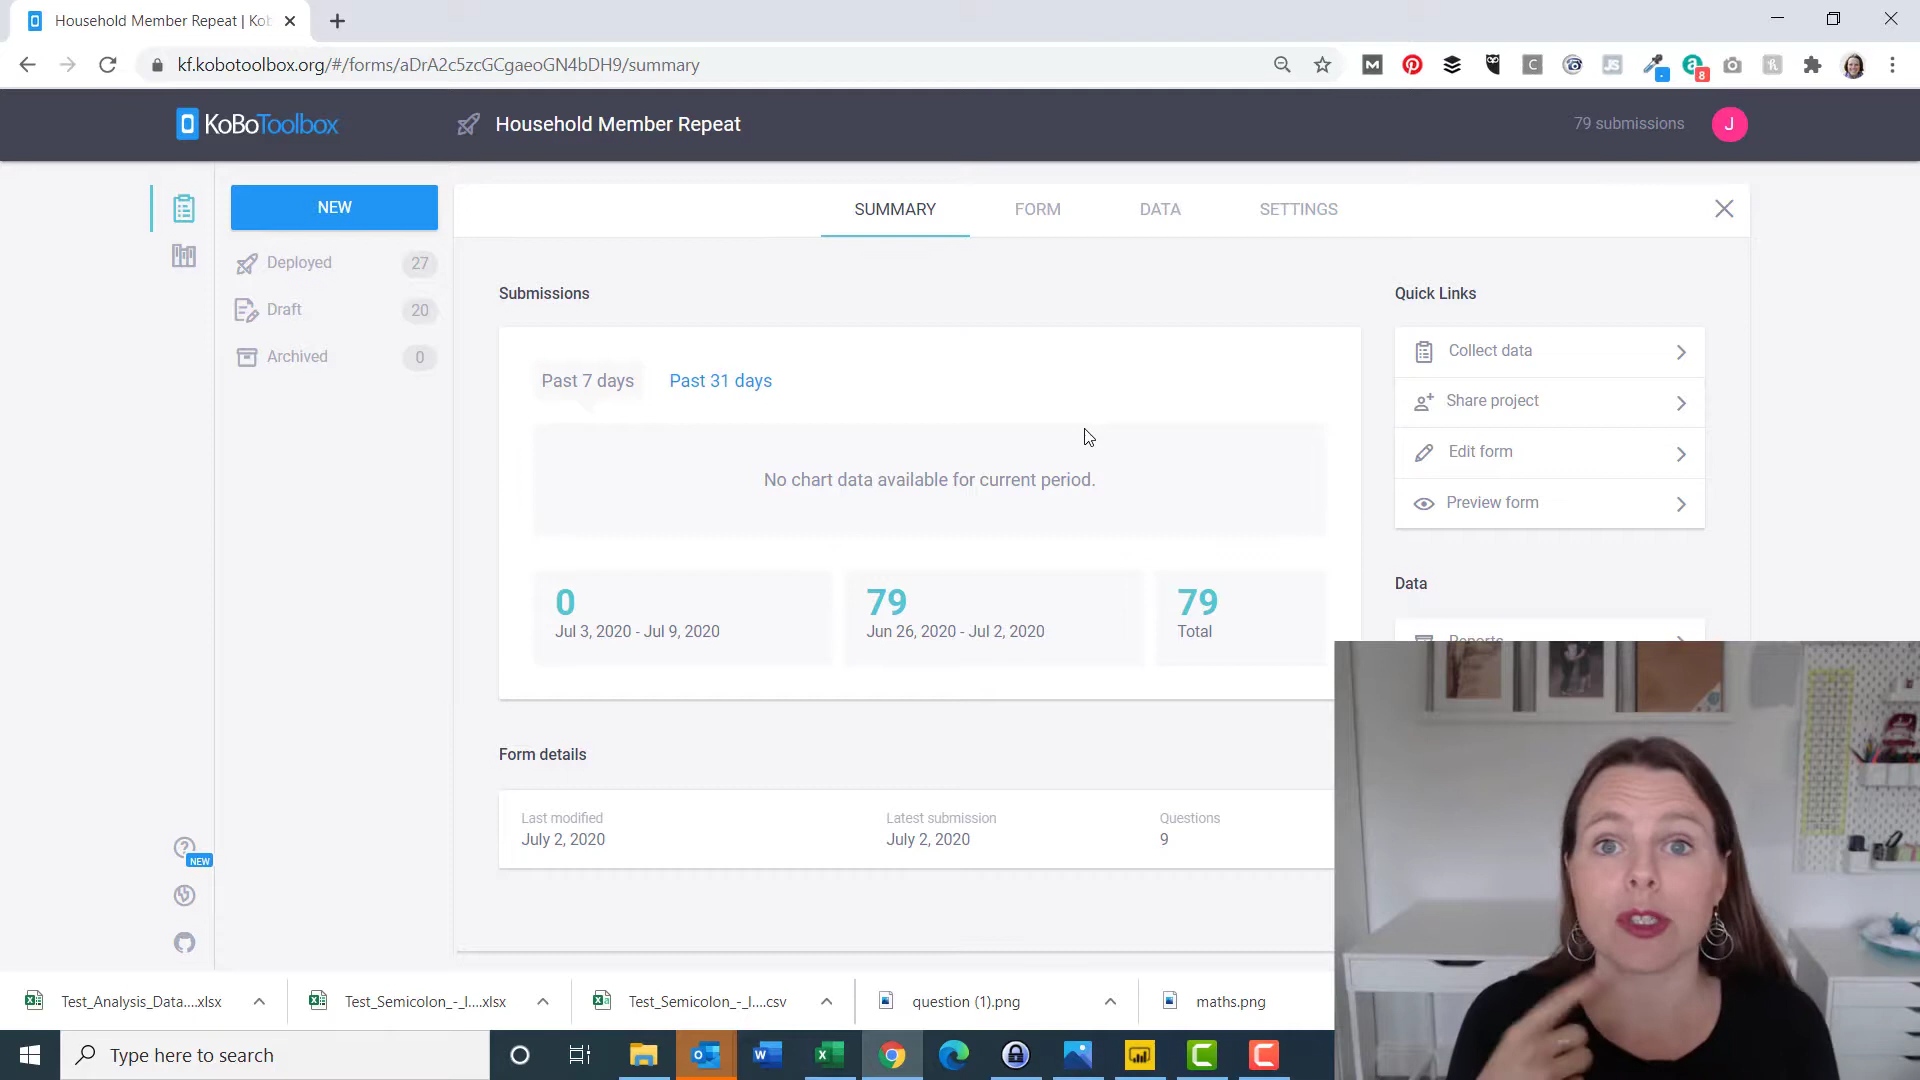 Household Member Repeat | Kob
kf.kobotoolbox.org/#/forms/aDrA2c5zcGCgaeoGN4bDH9/summary
KoBoToolbox
Household Member Repeat
79 submissions
J
NEW
Deployed 27
Draft 20
Archived 0
SUMMARY FORM DATA SETTINGS
Submissions
Past 7 days Past 31 days
No chart data available for current period.
0
Jul 3, 2020 - Jul 9, 2020
79
Jun 26, 2020 - Jul 2, 2020
79
Total
Quick Links
Collect data
Share project
Edit form
Preview form
Data
Reports
Form details
Last modified
July 2, 2020
Latest submission
July 2, 2020
Questions
9
NEW
Test_Analysis_Data....xlsx
Test_Semicolon_-_I....xlsx
Test_Semicolon_-_I....csv
question (1).png
maths.png
Type here to search